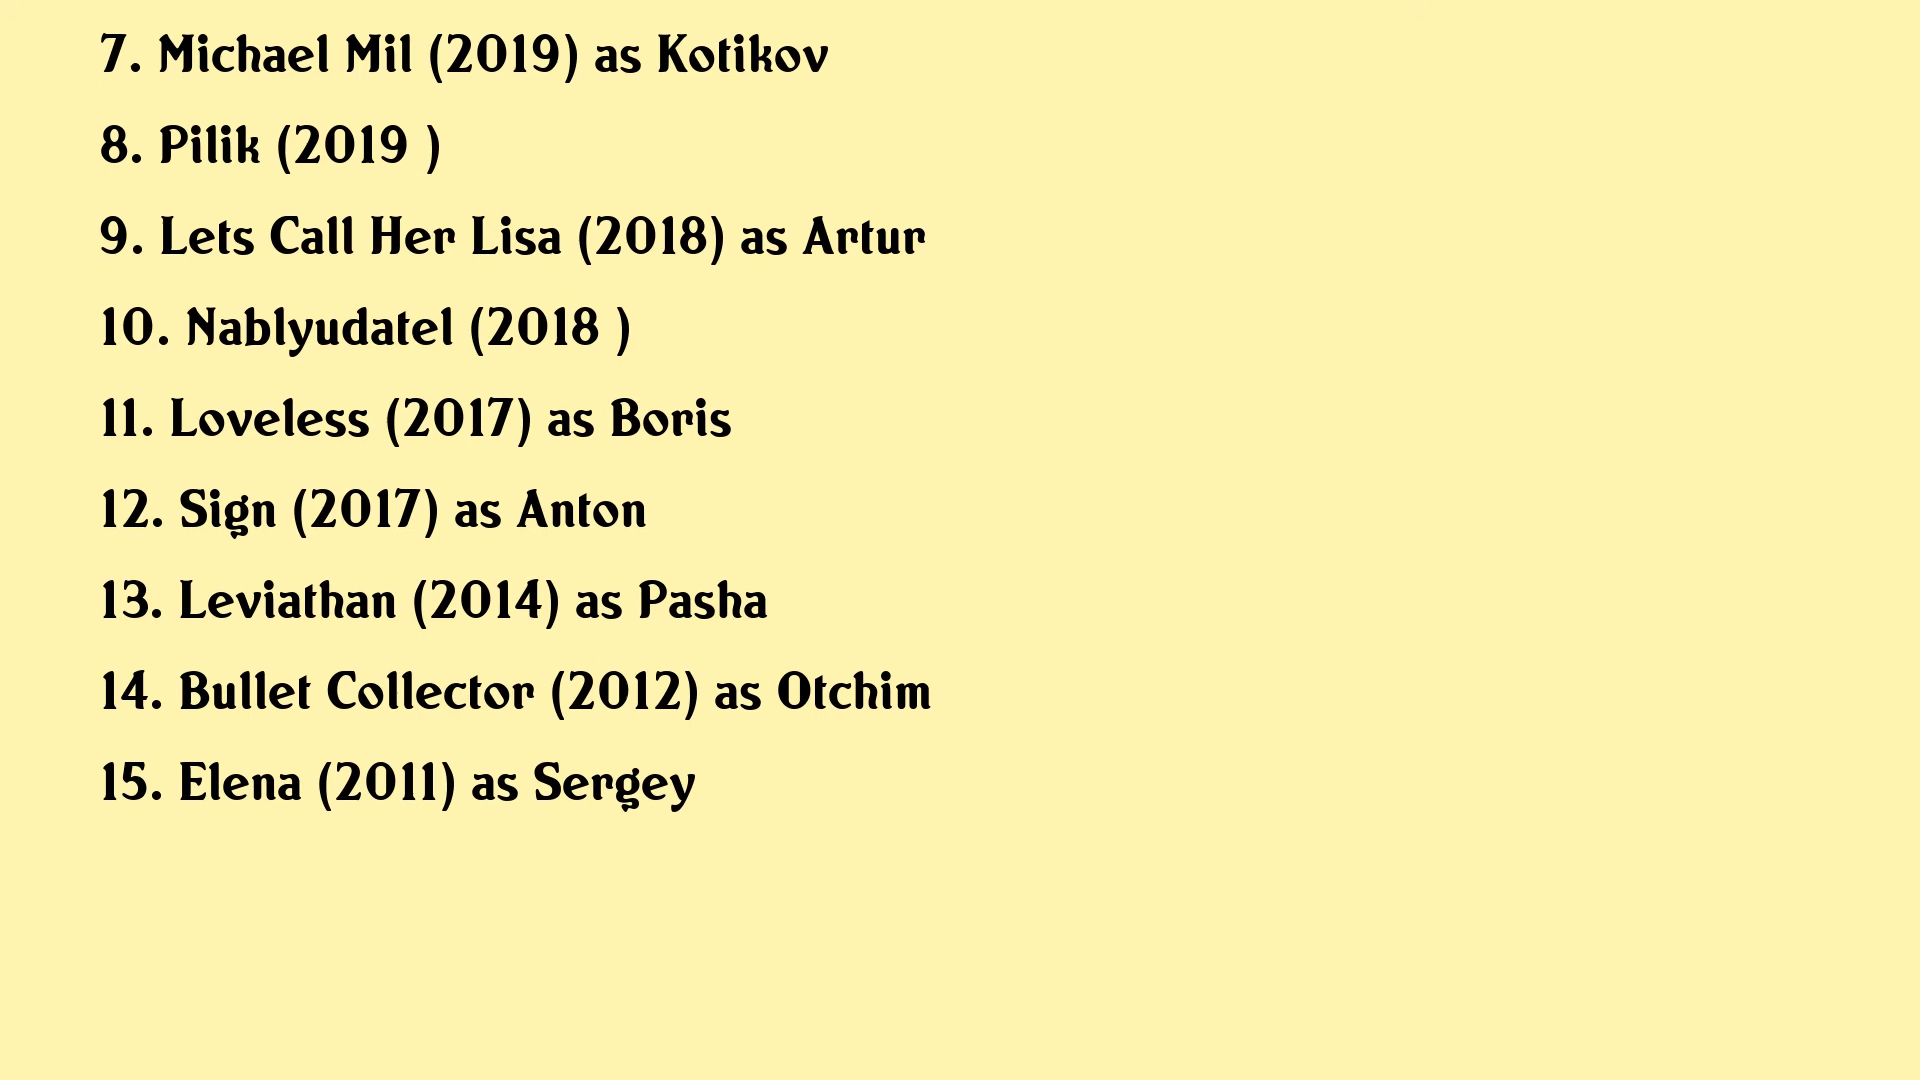 7. Michael Mil (2019) as Kotikov
8. Pilik (2019 )
9. Lets Call Her Lisa (2018) as Artur
10. Nablyudatel (2018 )
11. Loveless (2017) as Boris
12. Sign (2017) as Anton
13. Leviathan (2014) as Pasha
14. Bullet Collector (2012) as Otchim
15. Elena (2011) as Sergey